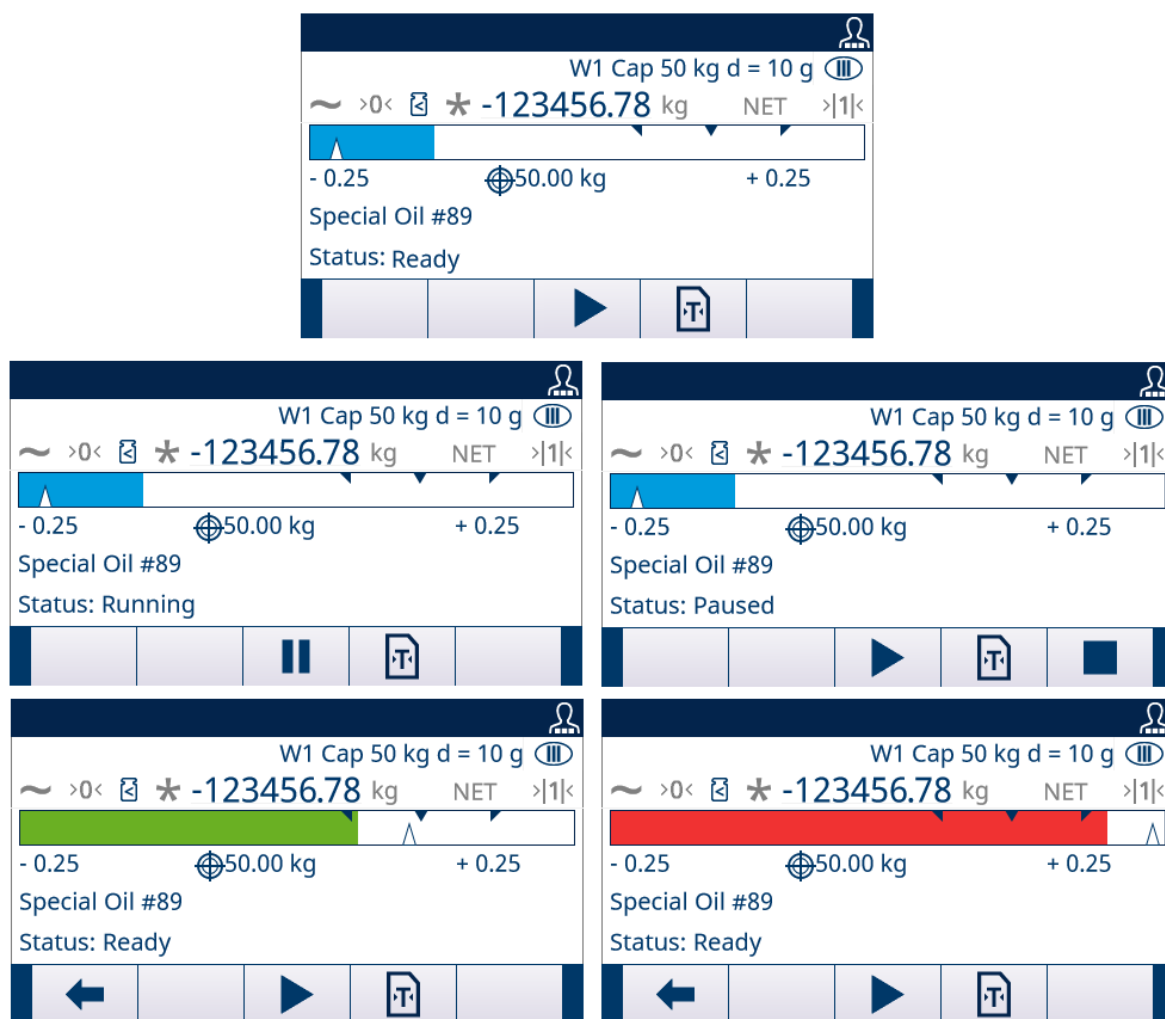 W1 Cap 50 kg d = 10 g III
~ >0< * -123456.78 kg NET >|1|<
- 0.25 50.00 kg + 0.25
Special Oil #89
Status: Ready
T
W1 Cap 50 kg d = 10 g III
~ >0< * -123456.78 kg NET >|1|<
- 0.25 50.00 kg + 0.25
Special Oil #89
Status: Running
T
W1 Cap 50 kg d = 10 g III
~ >0< * -123456.78 kg NET >|1|<
- 0.25 50.00 kg + 0.25
Special Oil #89
Status: Paused
T
W1 Cap 50 kg d = 10 g III
~ >0< * -123456.78 kg NET >|1|<
- 0.25 50.00 kg + 0.25
Special Oil #89
Status: Ready
T
W1 Cap 50 kg d = 10 g III
~ >0< * -123456.78 kg NET >|1|<
- 0.25 50.00 kg + 0.25
Special Oil #89
Status: Ready
T